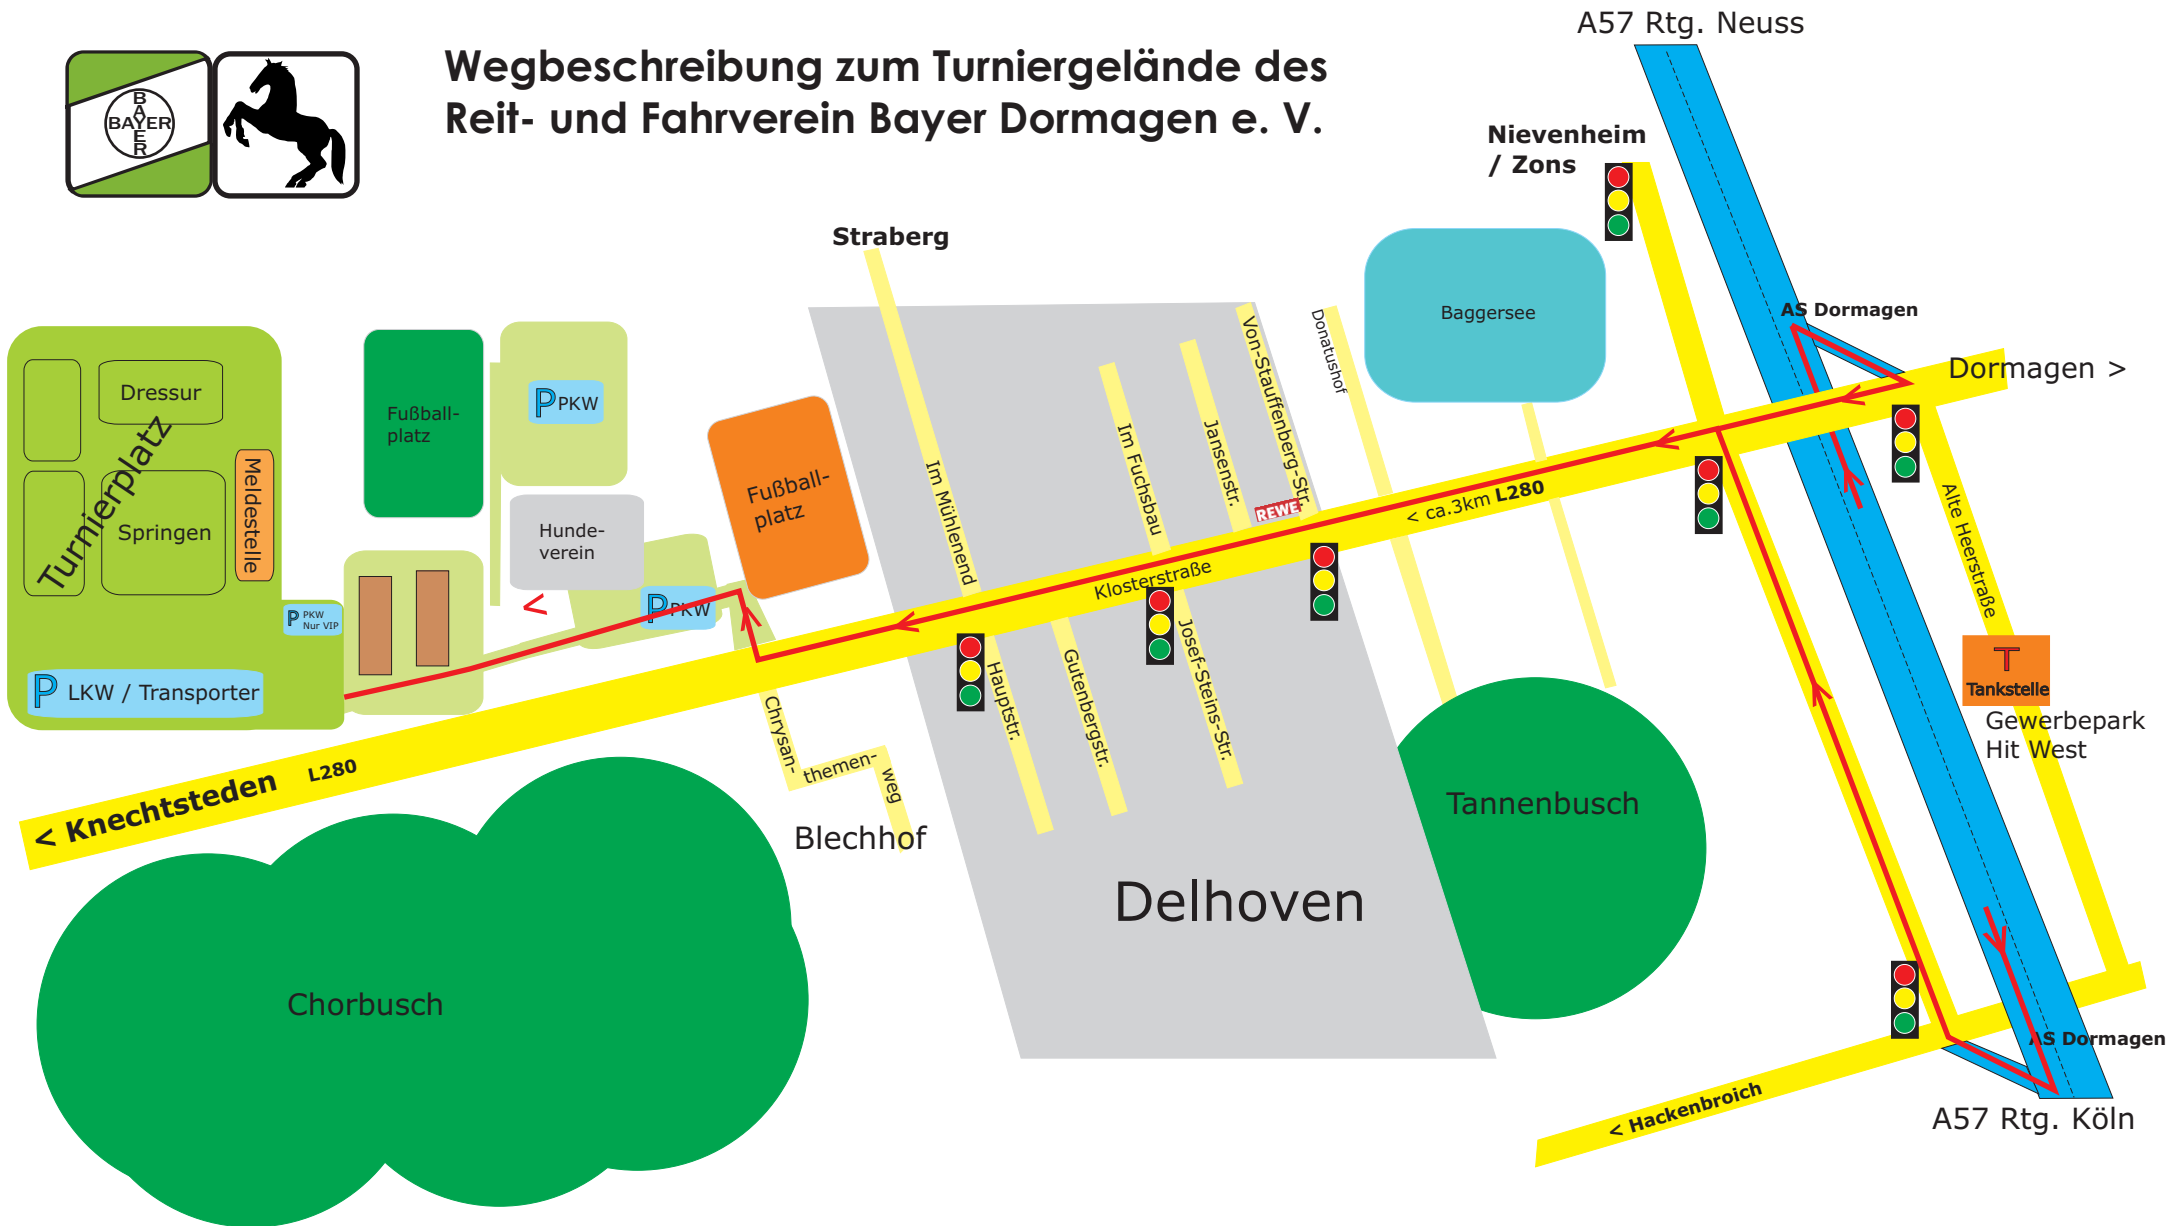 A57 Rtg. Neuss
Wegbeschreibung zum Turniergelände des
Reit- und Fahrverein Bayer Dormagen e. V.
BAYER
BAYER
Nievenheim
/ Zons
Straberg
AS Dormagen
Baggersee
Dormagen >
Donatushof
Von-Stauffenberg-Str.
Jansenstr.
Im Fuchsbau
Im Mühlenend
Dressur
Turnierplatz
Springen
Meldestelle
Fußball-
platz
P PKW
Fußball-
platz
Hunde-
verein
P PKW
P PKW
Nur VIP
P LKW / Transporter
REWE
< ca.3km L280
Klosterstraße
Alte Heerstraße
T
Tankstelle
Gewerbepark
Hit West
Hauptstr.
Gutenbergstr.
Josef-Steins-Str.
Chrysan-
themen-
weg
Blechhof
< Knechtsteden L280
Tannenbusch
Delhoven
Chorbusch
AS Dormagen
< Hackenbroich
A57 Rtg. Köln